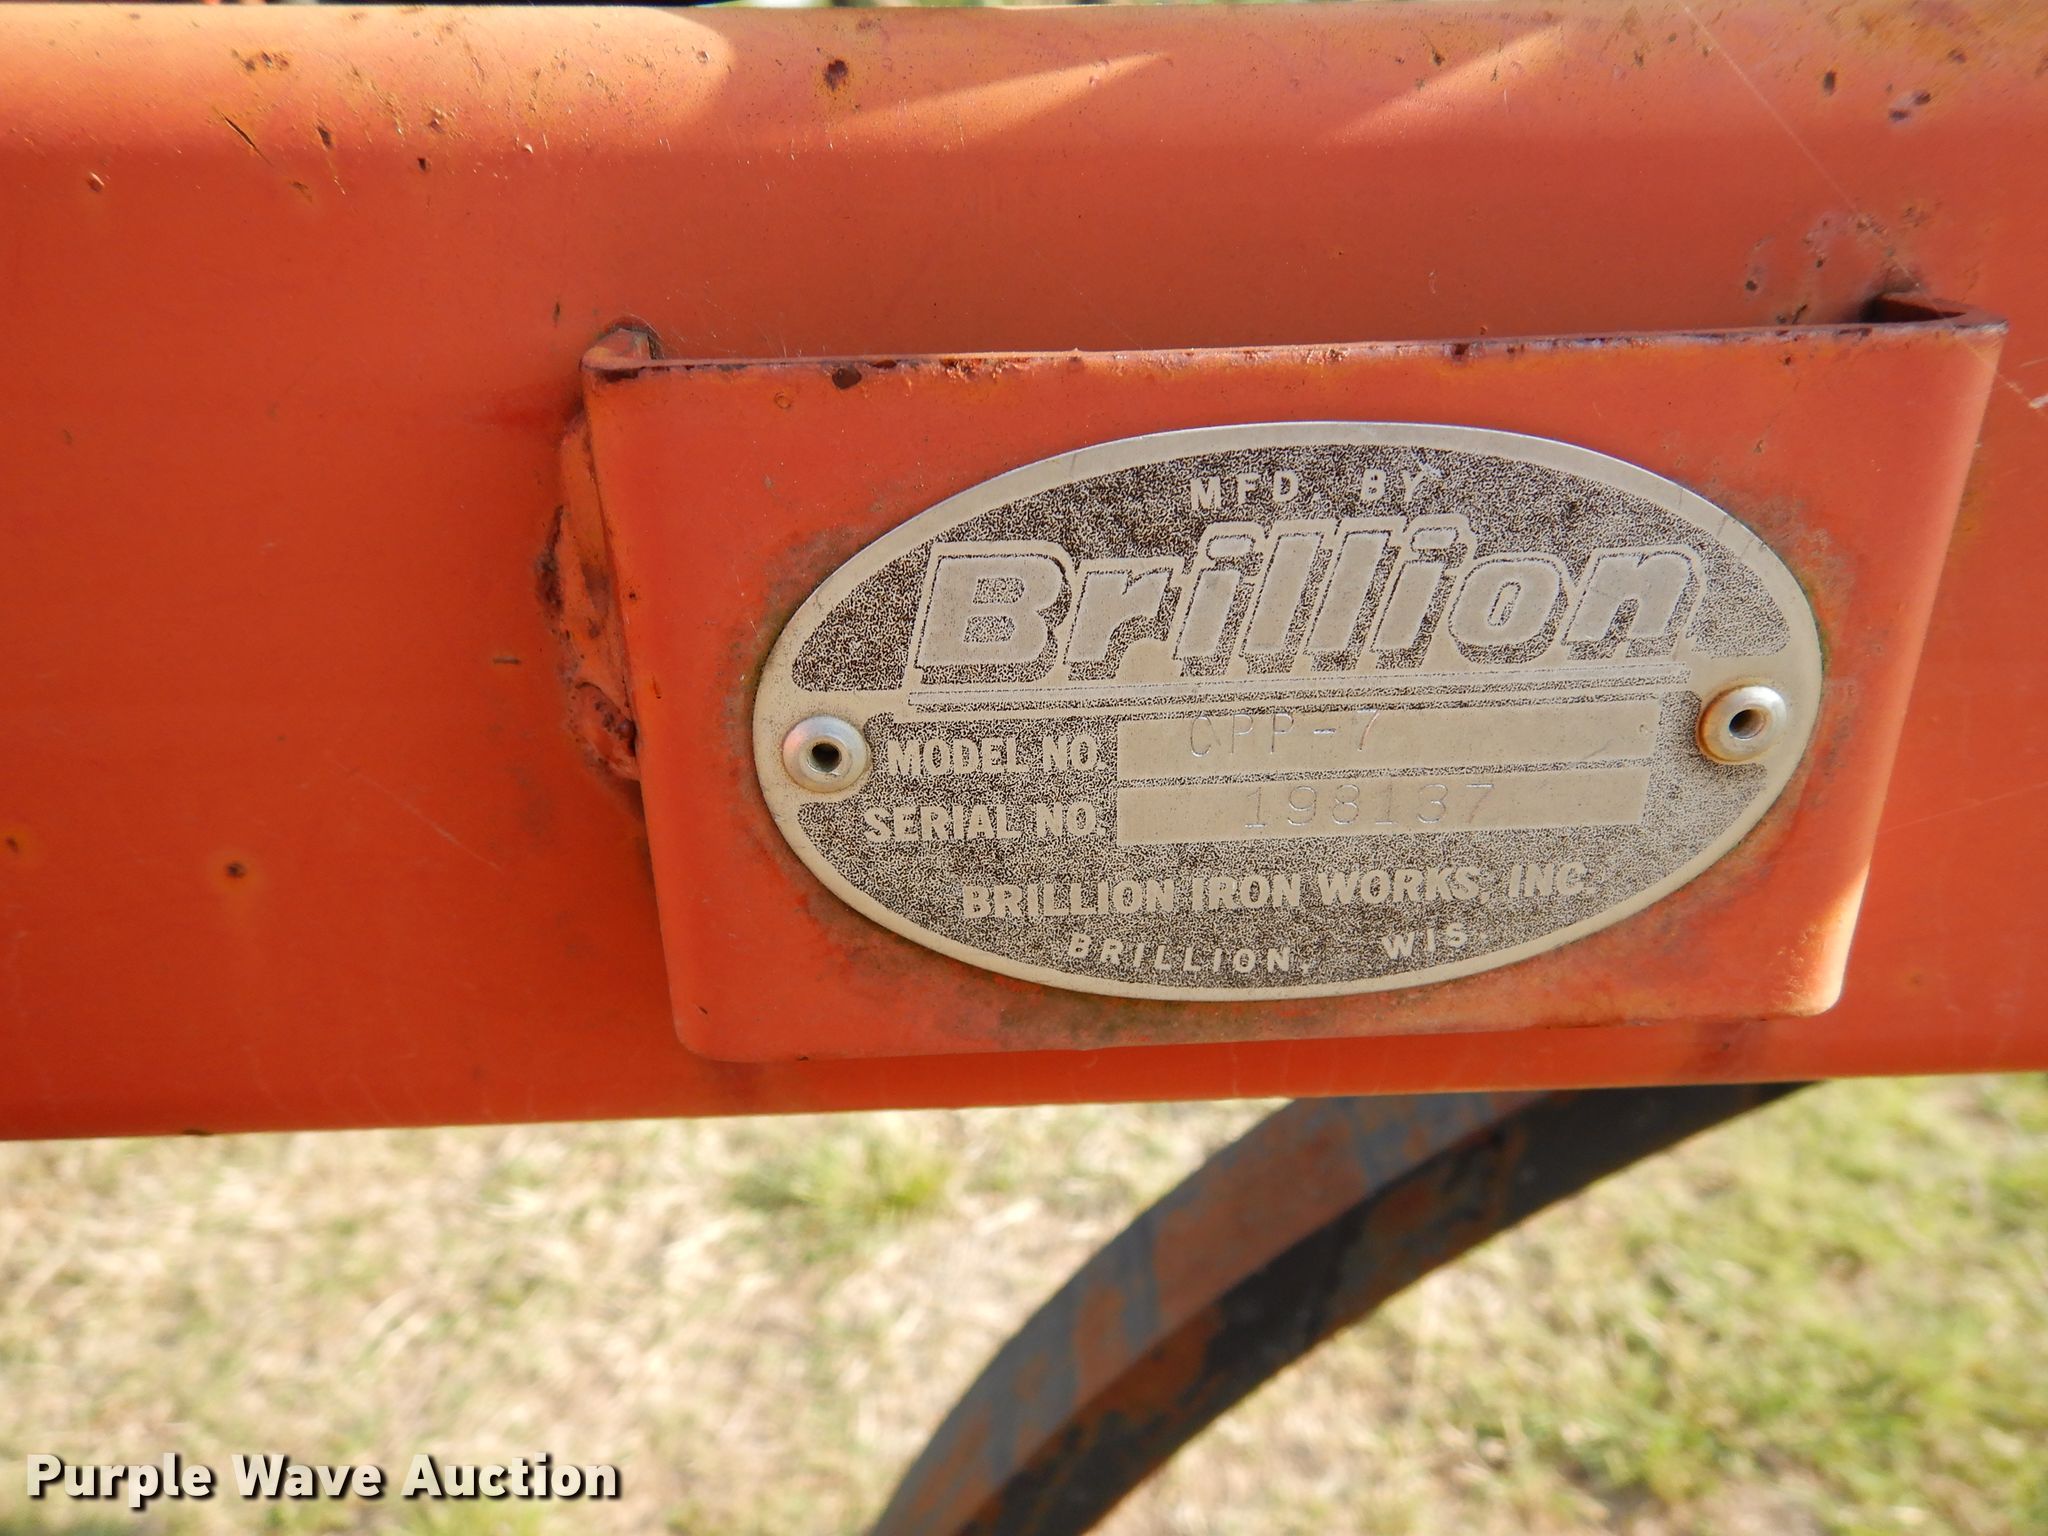 MFD. BY
Brillion
MODEL NO. CPP-7
SERIAL NO. 198137
BRILLION IRON WORKS, INC.
BRILLION, WIS.
Purple Wave Auction